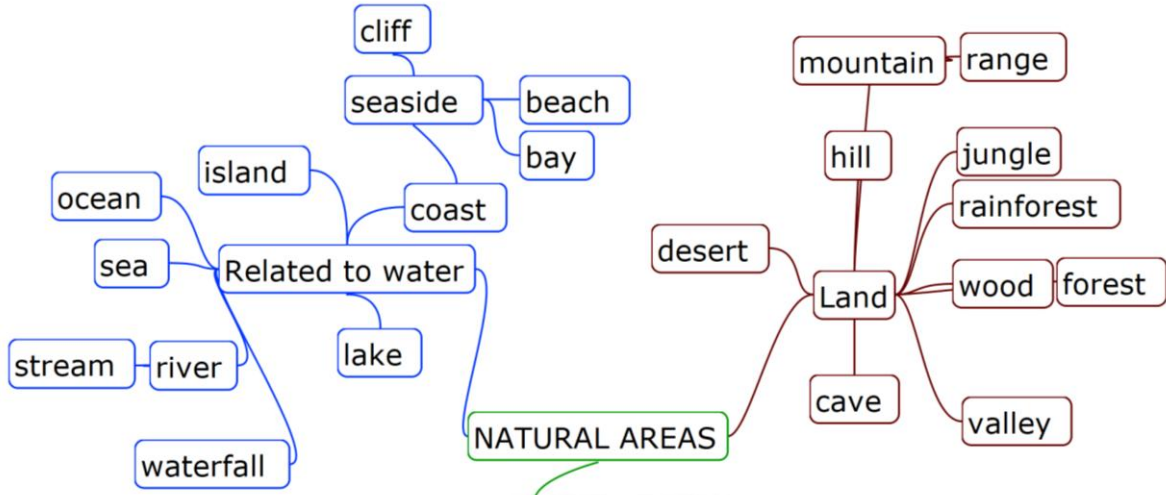 cliff
mountain
range
seaside
beach
hill
bay
jungle
island
ocean
coast
rainforest
desert
sea
Related to water
Land
wood
forest
lake
stream
river
cave
valley
NATURAL AREAS
waterfall